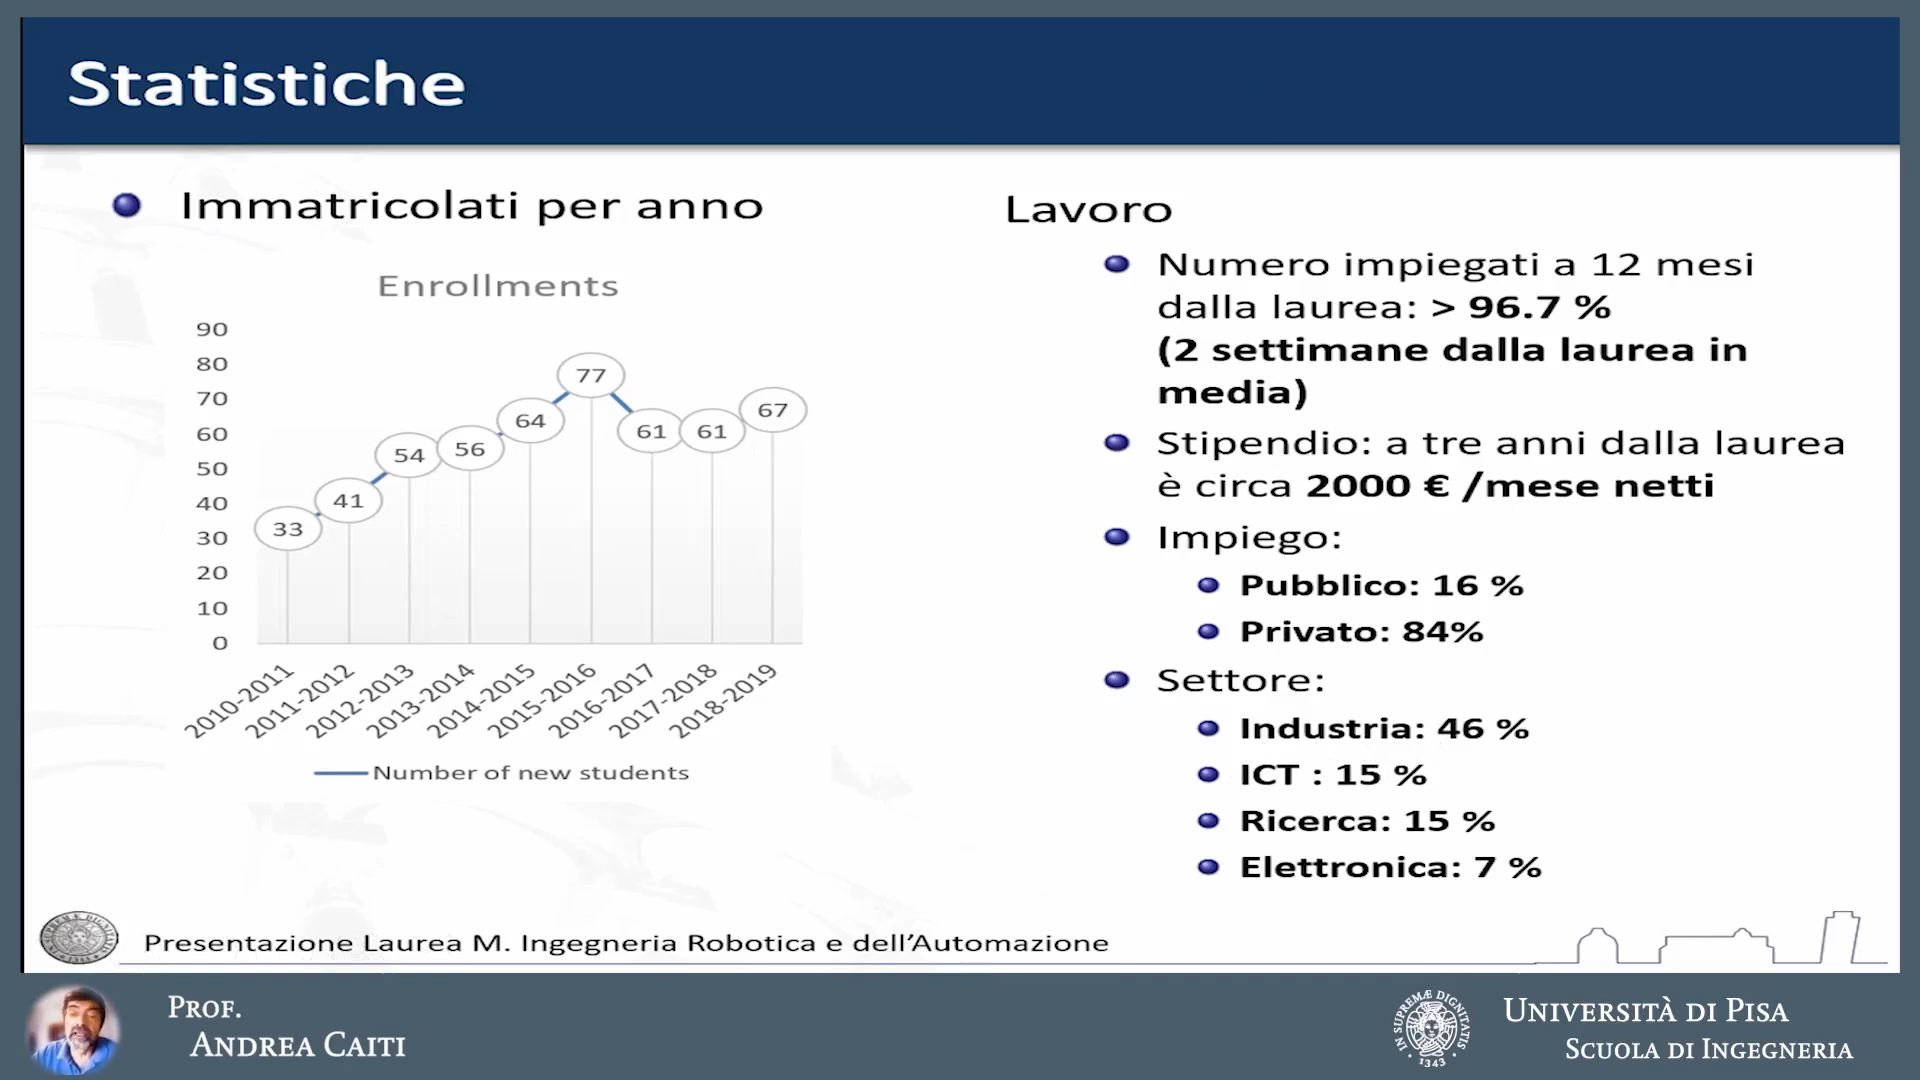 Statistiche
Immatricolati per anno
Enrollments
90
80
70
60
50
40
30
20
10
0
33
41
54
56
64
77
61
61
67
2010-2011
2011-2012
2012-2013
2013-2014
2014-2015
2015-2016
2016-2017
2017-2018
2018-2019
Number of new students
Lavoro
Numero impiegati a 12 mesi
dalla laurea: > 96.7 %
(2 settimane dalla laurea in
media)
Stipendio: a tre anni dalla laurea
è circa 2000 € /mese netti
Impiego:
Pubblico: 16 %
Privato: 84%
Settore:
Industria: 46 %
ICT : 15 %
Ricerca: 15 %
Elettronica: 7 %
Presentazione Laurea M. Ingegneria Robotica e dell'Automazione
PROF.
ANDREA CAITI
IN SUPREMÆ DIGNITATIS
1343
UNIVERSITÀ DI PISA
SCUOLA DI INGEGNERIA